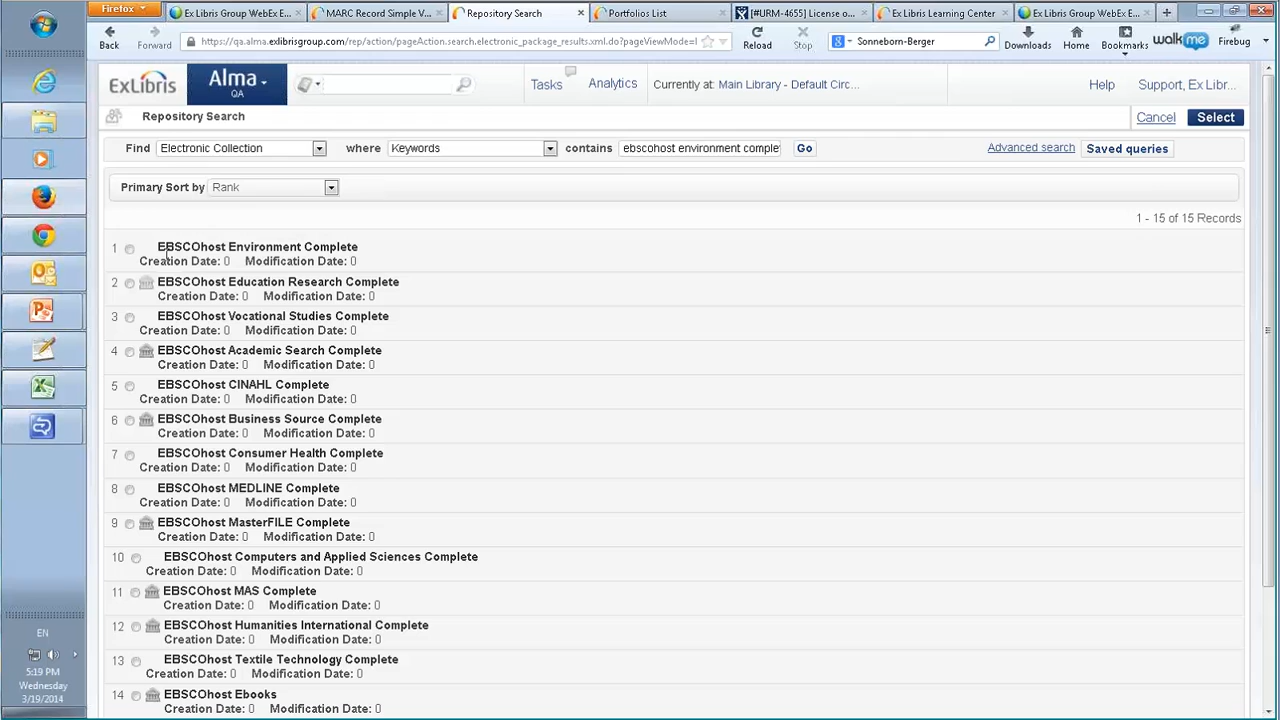 Firefox
Ex Libris Group WebEx E...
MARC Record Simple V...
Repository Search
Portfolios List
[#URM-4655] License o...
Ex Libris Learning Center
Ex Libris Group WebEx E...
Back
Forward
https://qa.alma.exlibrisgroup.com/rep/action/pageAction.search.electronic_package_results.xml.do?pageViewMode=
Reload
Stop
Sonneborn-Berger
Downloads
Home
Bookmarks
walkme
Firebug
ExLibris
Alma
QA
Tasks
Analytics
Currently at: Main Library - Default Circ...
Help
Support, Ex Libr...
Repository Search
Cancel
Select
Find
Electronic Collection
where
Keywords
contains
ebscohost environment complet
Go
Advanced search
Saved queries
Primary Sort by
Rank
1 - 15 of 15 Records
1 EBSCOhost Environment Complete
Creation Date: 0 Modification Date: 0
2 EBSCOhost Education Research Complete
Creation Date: 0 Modification Date: 0
3 EBSCOhost Vocational Studies Complete
Creation Date: 0 Modification Date: 0
4 EBSCOhost Academic Search Complete
Creation Date: 0 Modification Date: 0
5 EBSCOhost CINAHL Complete
Creation Date: 0 Modification Date: 0
6 EBSCOhost Business Source Complete
Creation Date: 0 Modification Date: 0
7 EBSCOhost Consumer Health Complete
Creation Date: 0 Modification Date: 0
8 EBSCOhost MEDLINE Complete
Creation Date: 0 Modification Date: 0
9 EBSCOhost MasterFILE Complete
Creation Date: 0 Modification Date: 0
10 EBSCOhost Computers and Applied Sciences Complete
Creation Date: 0 Modification Date: 0
11 EBSCOhost MAS Complete
Creation Date: 0 Modification Date: 0
12 EBSCOhost Humanities International Complete
Creation Date: 0 Modification Date: 0
13 EBSCOhost Textile Technology Complete
Creation Date: 0 Modification Date: 0
14 EBSCOhost Ebooks
Creation Date: 0 Modification Date: 0
EN
5:19 PM
Wednesday
3/19/2014